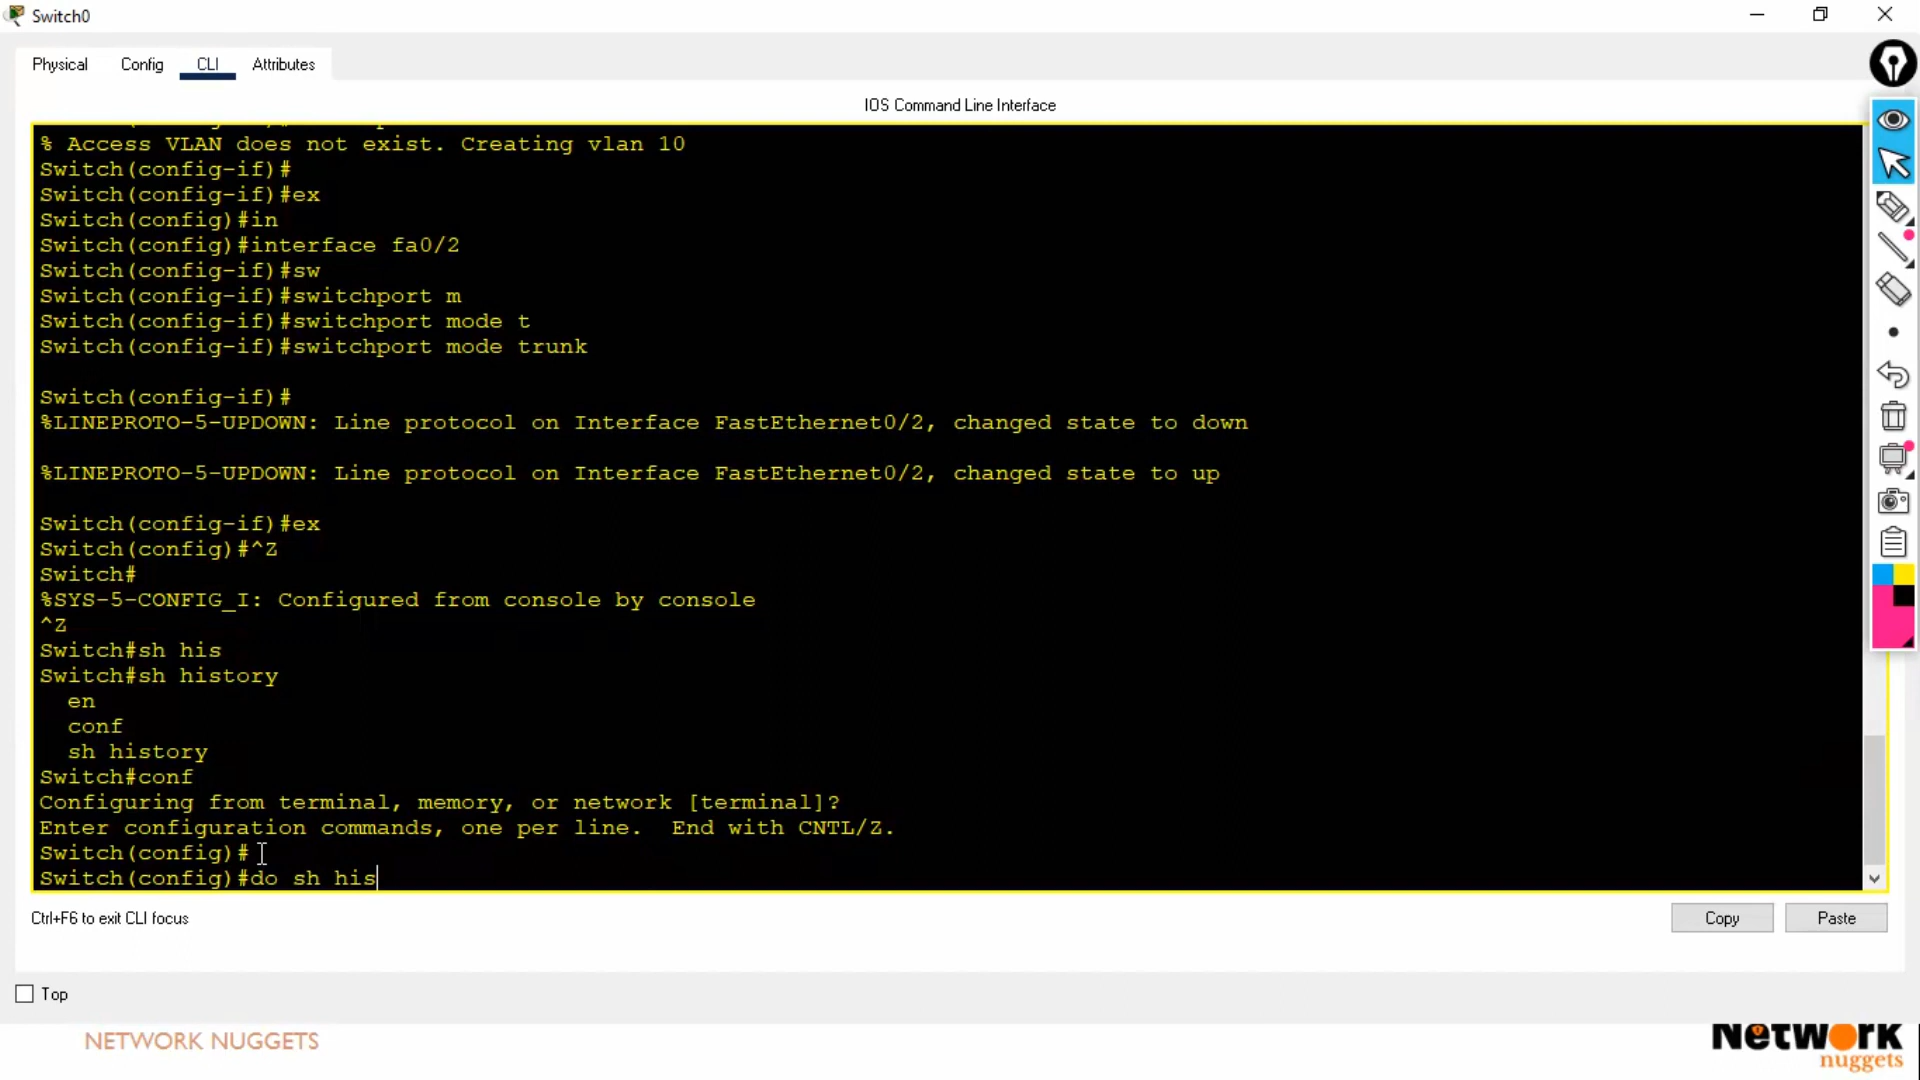 Switch0
Physical Config CLI Attributes
IOS Command Line Interface
% Access VLAN does not exist. Creating vlan 10
Switch(config-if)#
Switch(config-if)#ex
Switch(config)#in
Switch(config)#interface fa0/2
Switch(config-if)#sw
Switch(config-if)#switchport m
Switch(config-if)#switchport mode t
Switch(config-if)#switchport mode trunk
Switch(config-if)#
%LINEPROTO-5-UPDOWN: Line protocol on Interface FastEthernet0/2, changed state to down
%LINEPROTO-5-UPDOWN: Line protocol on Interface FastEthernet0/2, changed state to up
Switch(config-if)#ex
Switch(config)#^Z
Switch#
%SYS-5-CONFIG_I: Configured from console by console
^Z
Switch#sh his
Switch#sh history
en
conf
sh history
Switch#conf
Configuring from terminal, memory, or network [terminal]?
Enter configuration commands, one per line. End with CNTL/Z.
Switch(config)#
Switch(config)#do sh his
Ctrl+F6 to exit CLI focus
Copy Paste
Top
NETWORK NUGGETS
NetWork
nuggets